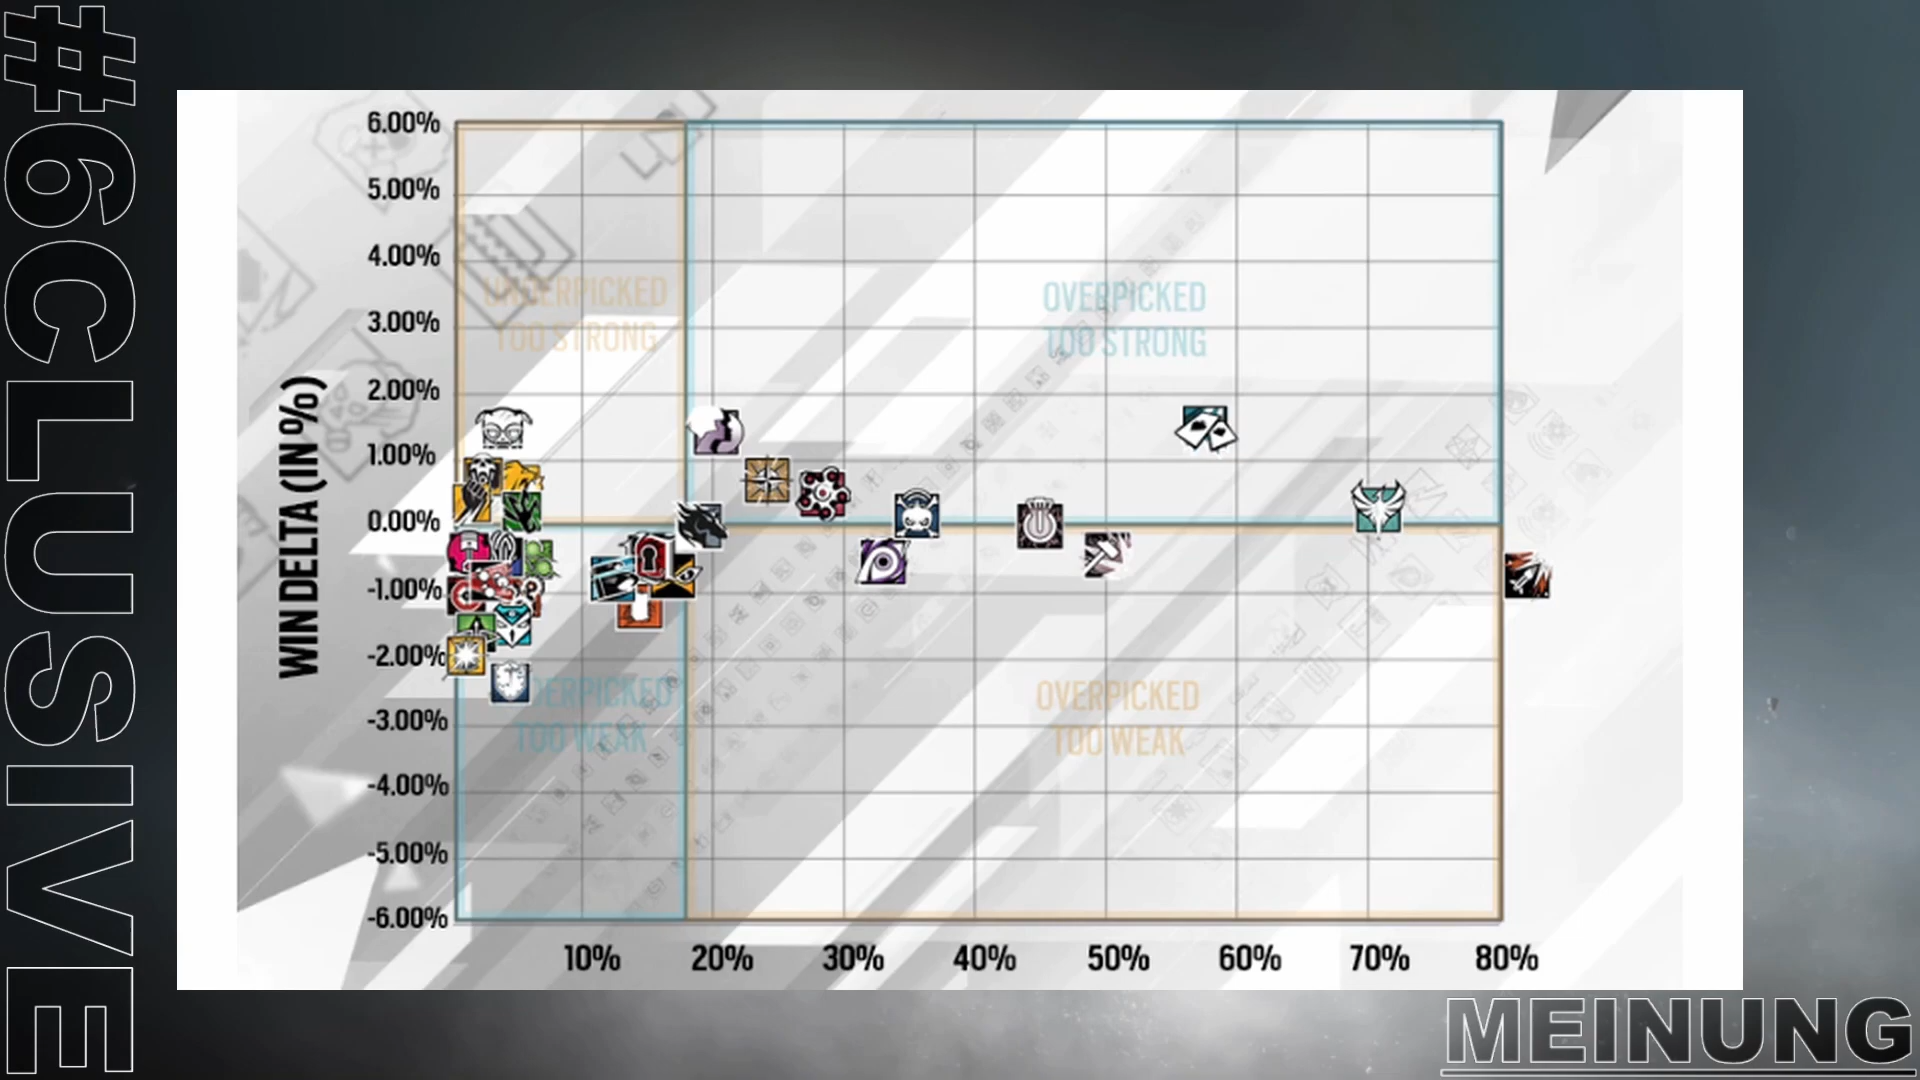 #6CLUSIVE
6.00%
5.00%
4.00%
3.00%
2.00%
1.00%
0.00%
-1.00%
-2.00%
-3.00%
-4.00%
-5.00%
-6.00%
WIN DELTA (IN %)
UNDERPICKED
TOO STRONG
OVERPICKED
TOO STRONG
DERPICKED
TOO WEAK
OVERPICKED
TOO WEAK
10%
20%
30%
40%
50%
60%
70%
80%
MEINUNG